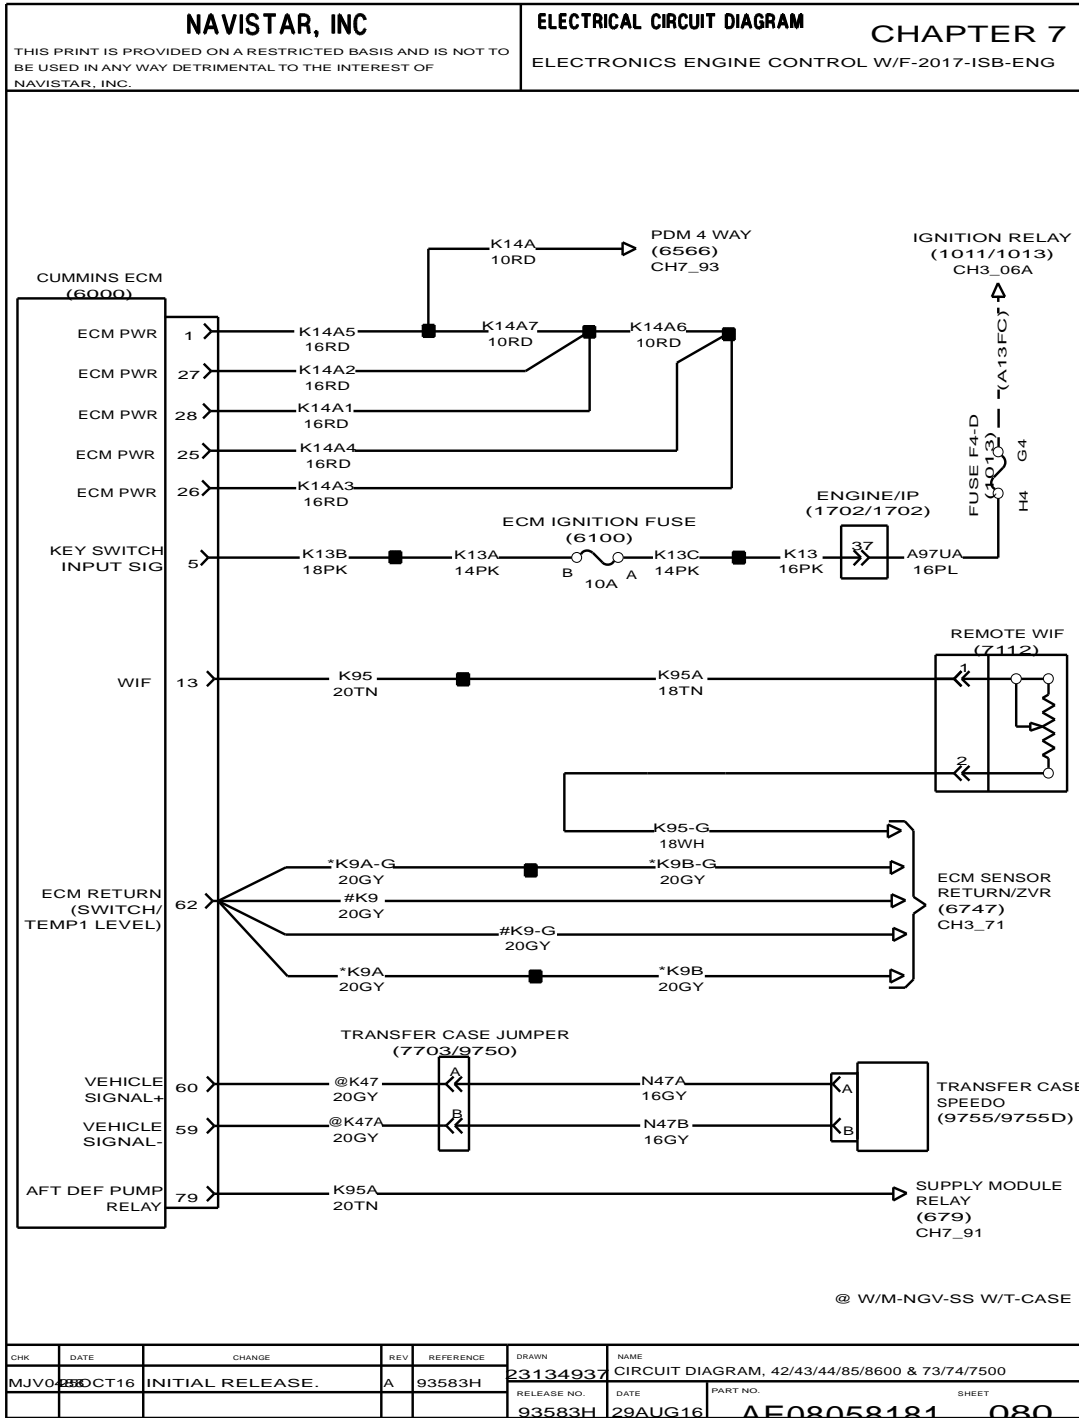 NAVISTAR, INC
THIS PRINT IS PROVIDED ON A RESTRICTED BASIS AND IS NOT TO
BE USED IN ANY WAY DETRIMENTAL TO THE INTEREST OF
NAVISTAR, INC.
ELECTRICAL CIRCUIT DIAGRAM
CHAPTER 7
ELECTRONICS ENGINE CONTROL W/F-2017-ISB-ENG
K14A
10RD
PDM 4 WAY
(6566)
CH7_93
IGNITION RELAY
(1011/1013)
CH3_06A
(A13FC)
CUMMINS ECM
(6000)
ECM PWR 1 K14A5 K14A7 K14A6
16RD 10RD 10RD
ECM PWR 27 K14A2
16RD
ECM PWR 28 K14A1
16RD
ECM PWR 25 K14A4
16RD
ECM PWR 26 K14A3
16RD
FUSE F4-D
(1013)
G4
H4
ENGINE/IP
(1702/1702)
ECM IGNITION FUSE
(6100)
KEY SWITCH
INPUT SIG
5 K13B K13A K13C K13 37 A97UA
18PK 14PK B 10A A 14PK 16PK 16PL
REMOTE WIF
(7112)
WIF 13 K95 K95A 1
20TN 18TN
2
K95-G
18WH
*K9A-G *K9B-G
20GY 20GY
ECM RETURN
(SWITCH/
TEMP1 LEVEL)
62 #K9
20GY
#K9-G
20GY
*K9A *K9B
20GY 20GY
ECM SENSOR
RETURN/ZVR
(6747)
CH3_71
TRANSFER CASE JUMPER
(7703/9750)
VEHICLE
SIGNAL+
60 @K47 A N47A A
20GY 16GY
VEHICLE
SIGNAL-
59 @K47A B N47B B
20GY 16GY
TRANSFER CASE
SPEEDO
(9755/9755D)
AFT DEF PUMP
RELAY
79 K95A
20TN
SUPPLY MODULE
RELAY
(679)
CH7_91
@ W/M-NGV-SS W/T-CASE
CHK DATE CHANGE REV REFERENCE DRAWN NAME
OCT16 INITIAL RELEASE. A 93583H 23134937 CIRCUIT DIAGRAM, 42/43/44/85/8600 & 73/74/7500
RELEASE NO. DATE PART NO. SHEET
93583H 29AUG16 AE08058181 080